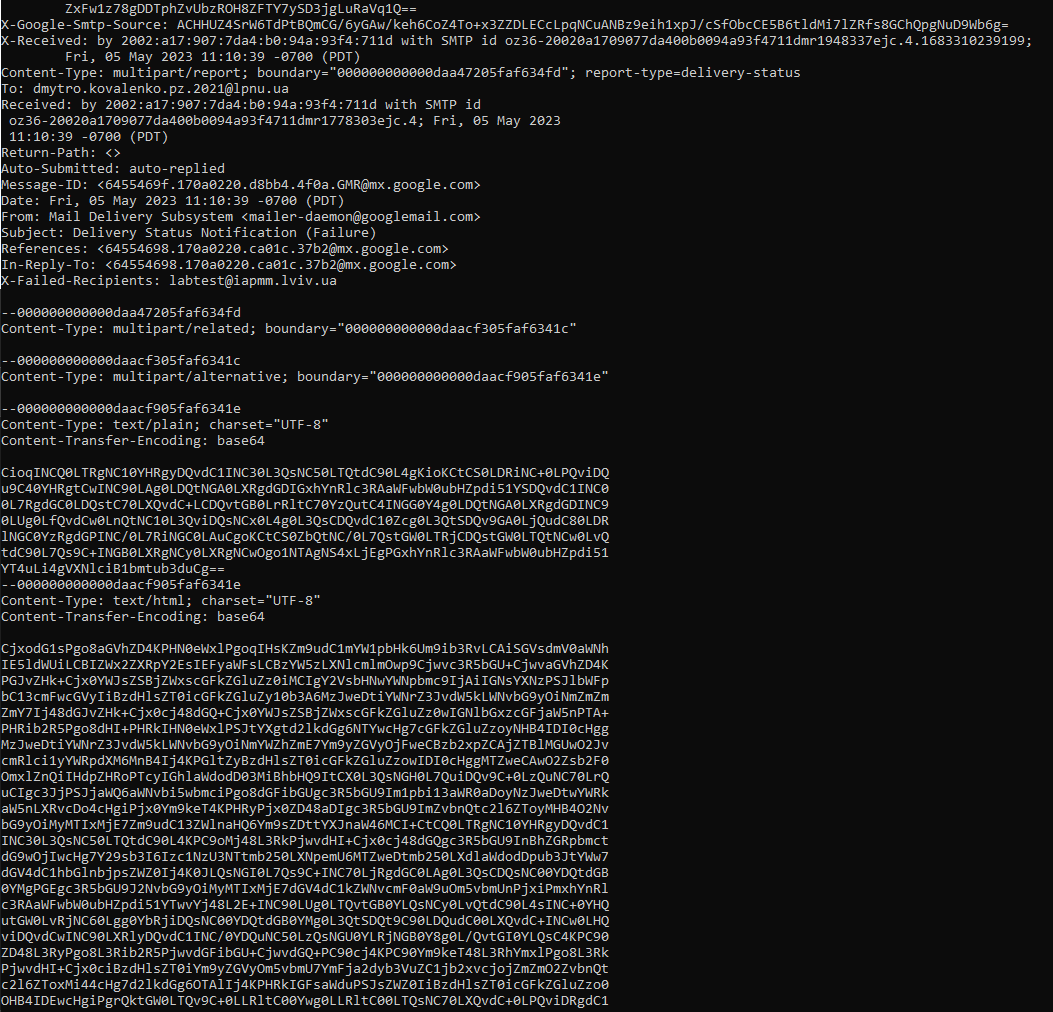 ZxFw1z78gDDTphZvUbzROH8ZFTY7ySD3jgLuRaVq1Q==
X-Google-Smtp-Source: ACHHUZ4SrW6TdPtBQmCG/6yGAw/keh6CoZ4To+x3ZZDLECcLpqNCuANBz9eih1xpJ/cSfObcCE5B6tldMi7lZRfs8GChQpgNuD9Wb6g=
X-Received: by 2002:a17:907:7da4:b0:94a:93f4:711d with SMTP id oz36-20020a1709077da400b0094a93f4711dmr1948337ejc.4.1683310239199;
Fri, 05 May 2023 11:10:39 -0700 (PDT)
Content-Type: multipart/report; boundary="000000000000daa47205faf634fd"; report-type=delivery-status
To: dmytro.kovalenko.pz.2021@lpnu.ua
Received: by 2002:a17:907:7da4:b0:94a:93f4:711d with SMTP id
oz36-20020a1709077da400b0094a93f4711dmr1778303ejc.4; Fri, 05 May 2023
11:10:39 -0700 (PDT)
Return-Path: <>
Auto-Submitted: auto-replied
Message-ID: <6455469f.170a0220.d8bb4.4f0a.GMR@mx.google.com>
Date: Fri, 05 May 2023 11:10:39 -0700 (PDT)
From: Mail Delivery Subsystem <mailer-daemon@googlemail.com>
Subject: Delivery Status Notification (Failure)
References: <64554698.170a0220.ca01c.37b2@mx.google.com>
In-Reply-To: <64554698.170a0220.ca01c.37b2@mx.google.com>
X-Failed-Recipients: labtest@iapmm.lviv.ua
--000000000000daa47205faf634fd
Content-Type: multipart/related; boundary="000000000000daacf305faf6341c"
--000000000000daacf305faf6341c
Content-Type: multipart/alternative; boundary="000000000000daacf905faf6341e"
--000000000000daacf905faf6341e
Content-Type: text/plain; charset="UTF-8"
Content-Transfer-Encoding: base64
CioqINCQ0LTRgNC10YHRgyDQvdC1INC30L3QsNC50LTQtdC90L4gKioKCtCS0LDRiNC+0LPQviDQ
u9C40YHRgtCwINC90LAg0LDQtNGA0LXRgdGDIGxhYnRlc3RAaWFwbW0ubHZpdi51YSDQvdC1INC0
0L7RgdGC0LDQstC70LXQvdC+LCDQvtGB0LrRltC70YzQutC4INGG0Y4g0LDQtNGA0LXRgdGDINC9
0LUg0LfQvdCw0LnQtNC10L3QviDQsNCx0L4g0L3QsCDQvdC10Zcg0L3QtSDQv9GA0LjQudC80LDR
lNGC0YzRgdGPINC/0L7RiNGC0LAuCgoKCtCS0ZbQtNC/0L7QstGW0LTRjCDQstGW0LTQtNCw0LvQ
tdC90L7Qs9C+INGB0LXRgNCy0LXRgNCwOgo1NTAgNS4xLjEgPGxhYnRlc3RAaWFwbW0ubHZpdi51
YT4uLi4gVXNlciB1bmtub3duCg==
--000000000000daacf905faf6341e
Content-Type: text/html; charset="UTF-8"
Content-Transfer-Encoding: base64
CjxodG1sPgo8aGVhZD4KPHN0eWxlPgoqIHsKZm9udC1mYW1pbHk6Um9ib3RvLCAiSGVsdmV0aWNh
IE5ldWUiLCBIZWx2ZXRpY2EsIEFyaWFsLCBzYW5zLXNlcmlmOwp9Cjwvc3R5bGU+CjwvaGVhZD4K
PGJvZHk+Cjx0YWJsZSBjZWxscGFkZGluZz0iMCIgY2VsbHNwYWNpbmc9IjAiIGNsYXNzPSJlbWFp
bC13cmFwcGVyIiBzdHlsZT0icGFkZGluZy10b3A6MzJweDtiYWNrZ3JvdW5kLWNvbG9yOiNmZmZm
ZmY7Ij48dGJvZHk+Cjx0cj48dGQ+Cjx0YWJsZSBjZWxscGFkZGluZz0wIGNlbGxzcGFjaW5nPTA+
PHRib2R5Pgo8dHI+PHRkIHN0eWxlPSJtYXgtd2lkdGg6NTYwcHg7cGFkZGluZzoyNHB4IDI0cHgg
MzJweDtiYWNrZ3JvdW5kLWNvbG9yOiNmYWZhZmE7Ym9yZGVyOjFweCBzb2xpZCAjZTBlMGUwO2Jv
cmRlci1yYWRpdXM6MnB4Ij4KPGltZyBzdHlsZT0icGFkZGluZzowIDI0cHggMTZweCAwO2Zsb2F0
OmxlZnQiIHdpZHRoPTcyIGhlaWdodD03MiBhbHQ9ItCX0L3QsNGH0L7QuiDQv9C+0LzQuNC70LrQ
uCIgc3JjPSJjaWQ6aWNvbi5wbmciPgo8dGFibGUgc3R5bGU9Im1pbi13aWR0aDoyNzJweDtwYWRk
aW5nLXRvcDo4cHgiPjx0Ym9keT4KPHRyPjx0ZD48aDIgc3R5bGU9ImZvbnQtc2l6ZToyMHB4O2Nv
bG9yOiMyMTIxMjE7Zm9udC13ZWlnaHQ6Ym9sZDttYXJnaW46MCI+CtCQ0LTRgNC10YHRgyDQvdC1
INC30L3QsNC50LTQtdC90L4KPC9oMj48L3RkPjwvdHI+Cjx0cj48dGQgc3R5bGU9InBhZGRpbmct
dG9wOjIwcHg7Y29sb3I6Izc1NzU3NTtmb250LXNpemU6MTZweDtmb250LXdlaWdodDpub3JtYWw7
dGV4dC1hbGlnbjpsZWZ0Ij4K0JLQsNGI0L7Qs9C+INC70LjRgdGC0LAg0L3QsCDQsNC00YDQtdGB
0YMgPGEgc3R5bGU9J2NvbG9yOiMyMTIxMjE7dGV4dC1kZWNvcmF0aW9uOm5vbmUnPjxiPmxhYnRl
c3RAaWFwbW0ubHZpdi51YTwvYj48L2E+INC90LUg0LTQvtGB0YLQsNCy0LvQtdC90L4sINC+0YHQ
utGW0LvRjNC60Lgg0YbRjiDQsNC00YDQtdGB0YMg0L3QtSDQt9C90LDQudC00LXQvdC+INCw0LHQ
viDQvdCwINC90LXRlyDQvdC1INC/0YDQuNC50LzQsNGU0YLRjNGB0Y8g0L/QvtGI0YLQsC4KPC90
ZD48L3RyPgo8L3Rib2R5PjwvdGFibGU+CjwvdGQ+PC90cj4KPC90Ym9keT48L3RhYmxlPgo8L3Rk
PjwvdHI+Cjx0ciBzdHlsZT0iYm9yZGVyOm5vbmU7YmFja2dyb3VuZC1jb2xvcjojZmZmO2ZvbnQt
c2l6ZToxMi44cHg7d2lkdGg6OTAlIj4KPHRkIGFsaWduPSJsZWZ0IiBzdHlsZT0icGFkZGluZzo0
OHB4IDEwcHgiPgrQktGW0LTQv9C+0LLRltC00Ywg0LLRltC00LTQsNC70LXQvdC+0LPQviDRgdC1